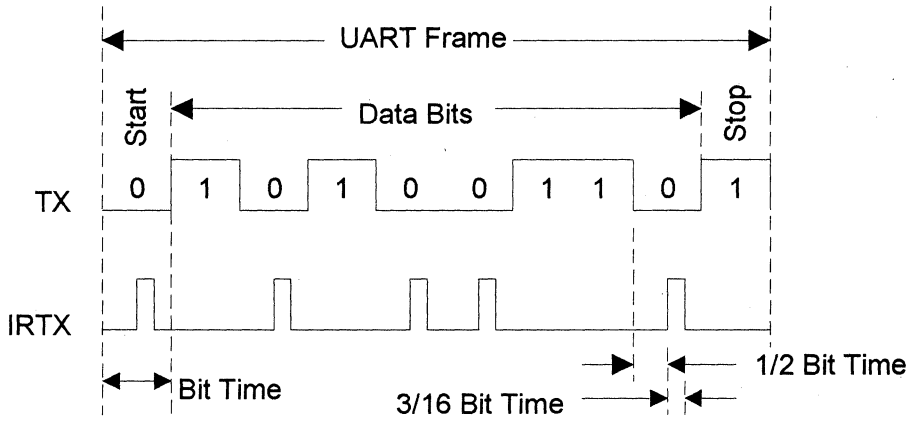 UART Frame
Start
Data Bits
Stop
TX 0 1 0 1 0 0 1 1 0 1
IRTX
Bit Time
1/2 Bit Time
3/16 Bit Time